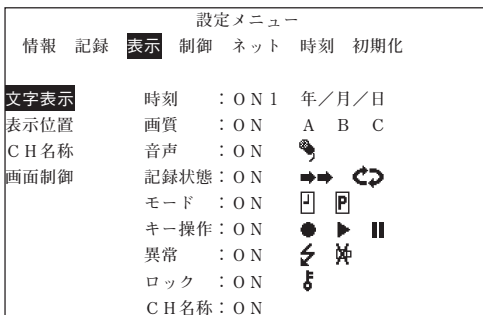 設定メニュー
情報 記録 表示 制御 ネット 時刻 初期化
文字表示 時刻 :ON1 年/月/日
表示位置 画質 :ON A B C
CH名称 音声 :ON
画面制御 記録状態:ON
モード :ON P
キー操作:ON
異常 :ON
ロック :ON
CH名称:ON